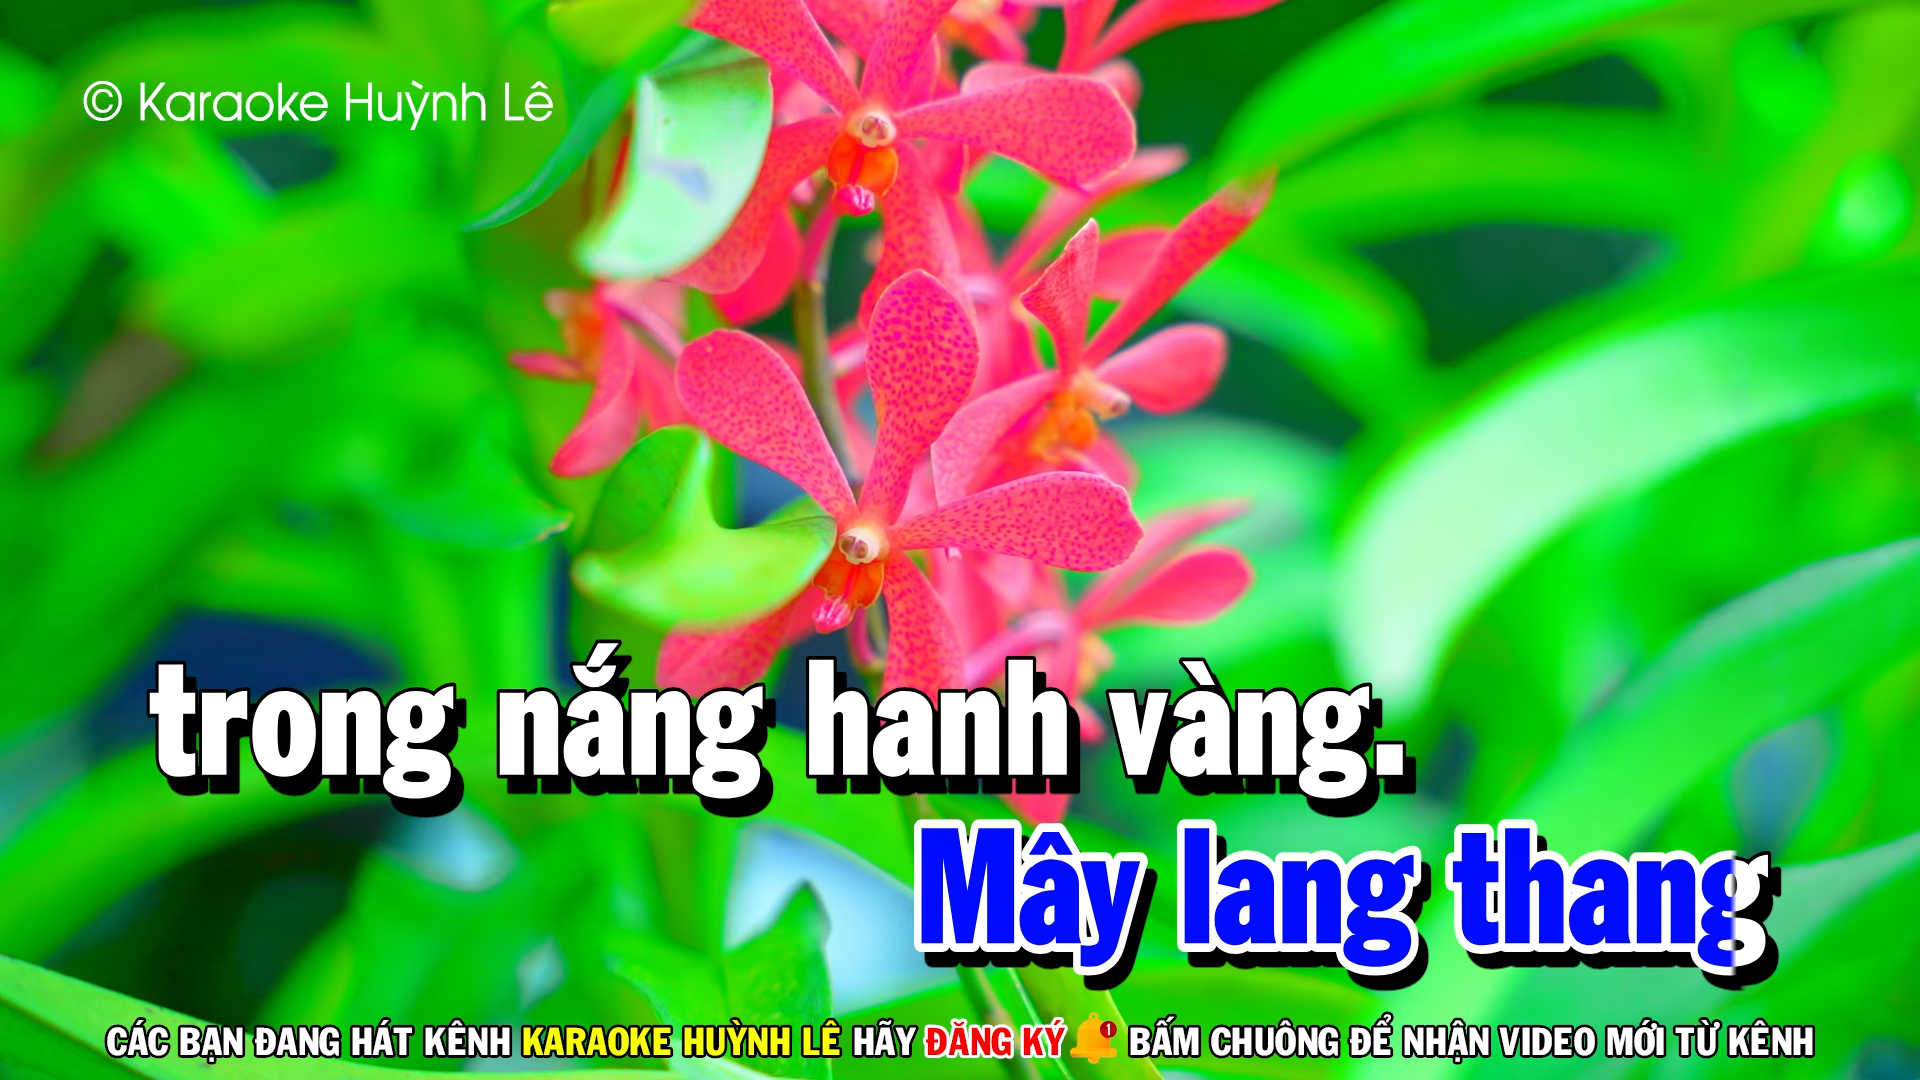 © Karaoke Huỳnh Lê
trong nắng hanh vàng.
Mây lang thang
CÁC BẠN ĐANG HÁT KÊNH KARAOKE HUỲNH LÊ HÃY ĐĂNG KÝ 1 BẤM CHUÔNG ĐỂ NHẬN VIDEO MỚI TỪ KÊNH